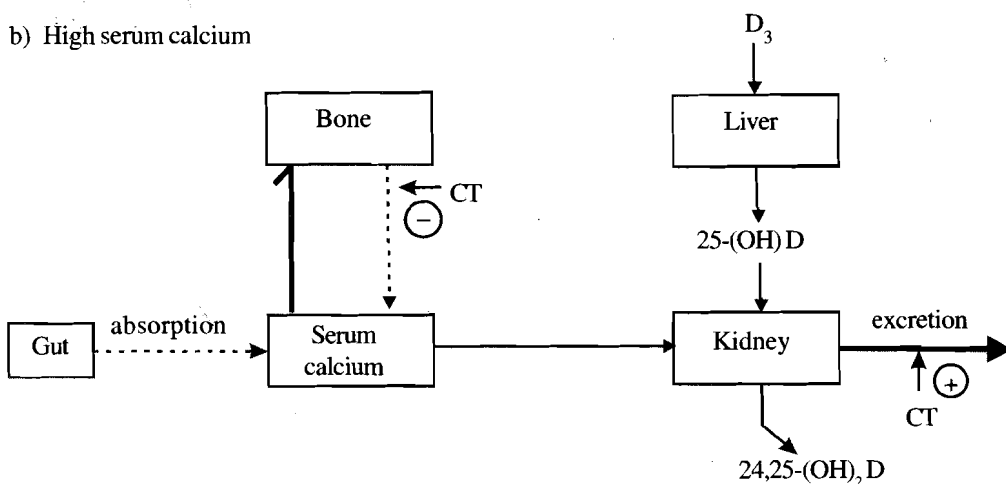 b) High serum calcium
D₃
Bone
Liver
CT
−
25-(OH) D
absorption
excretion
Gut
Serum
calcium
Kidney
+
CT
24,25-(OH), D